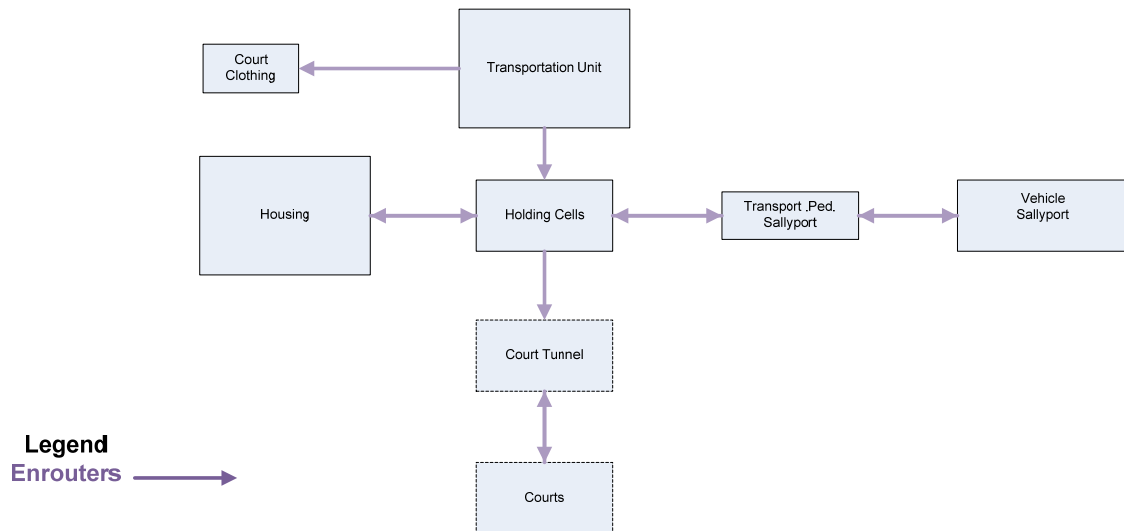 Court
Clothing
Transportation Unit
Housing
Holding Cells
Transport .Ped.
Sallyport
Vehicle
Sallyport
Court Tunnel
Legend
Enrouters
Courts